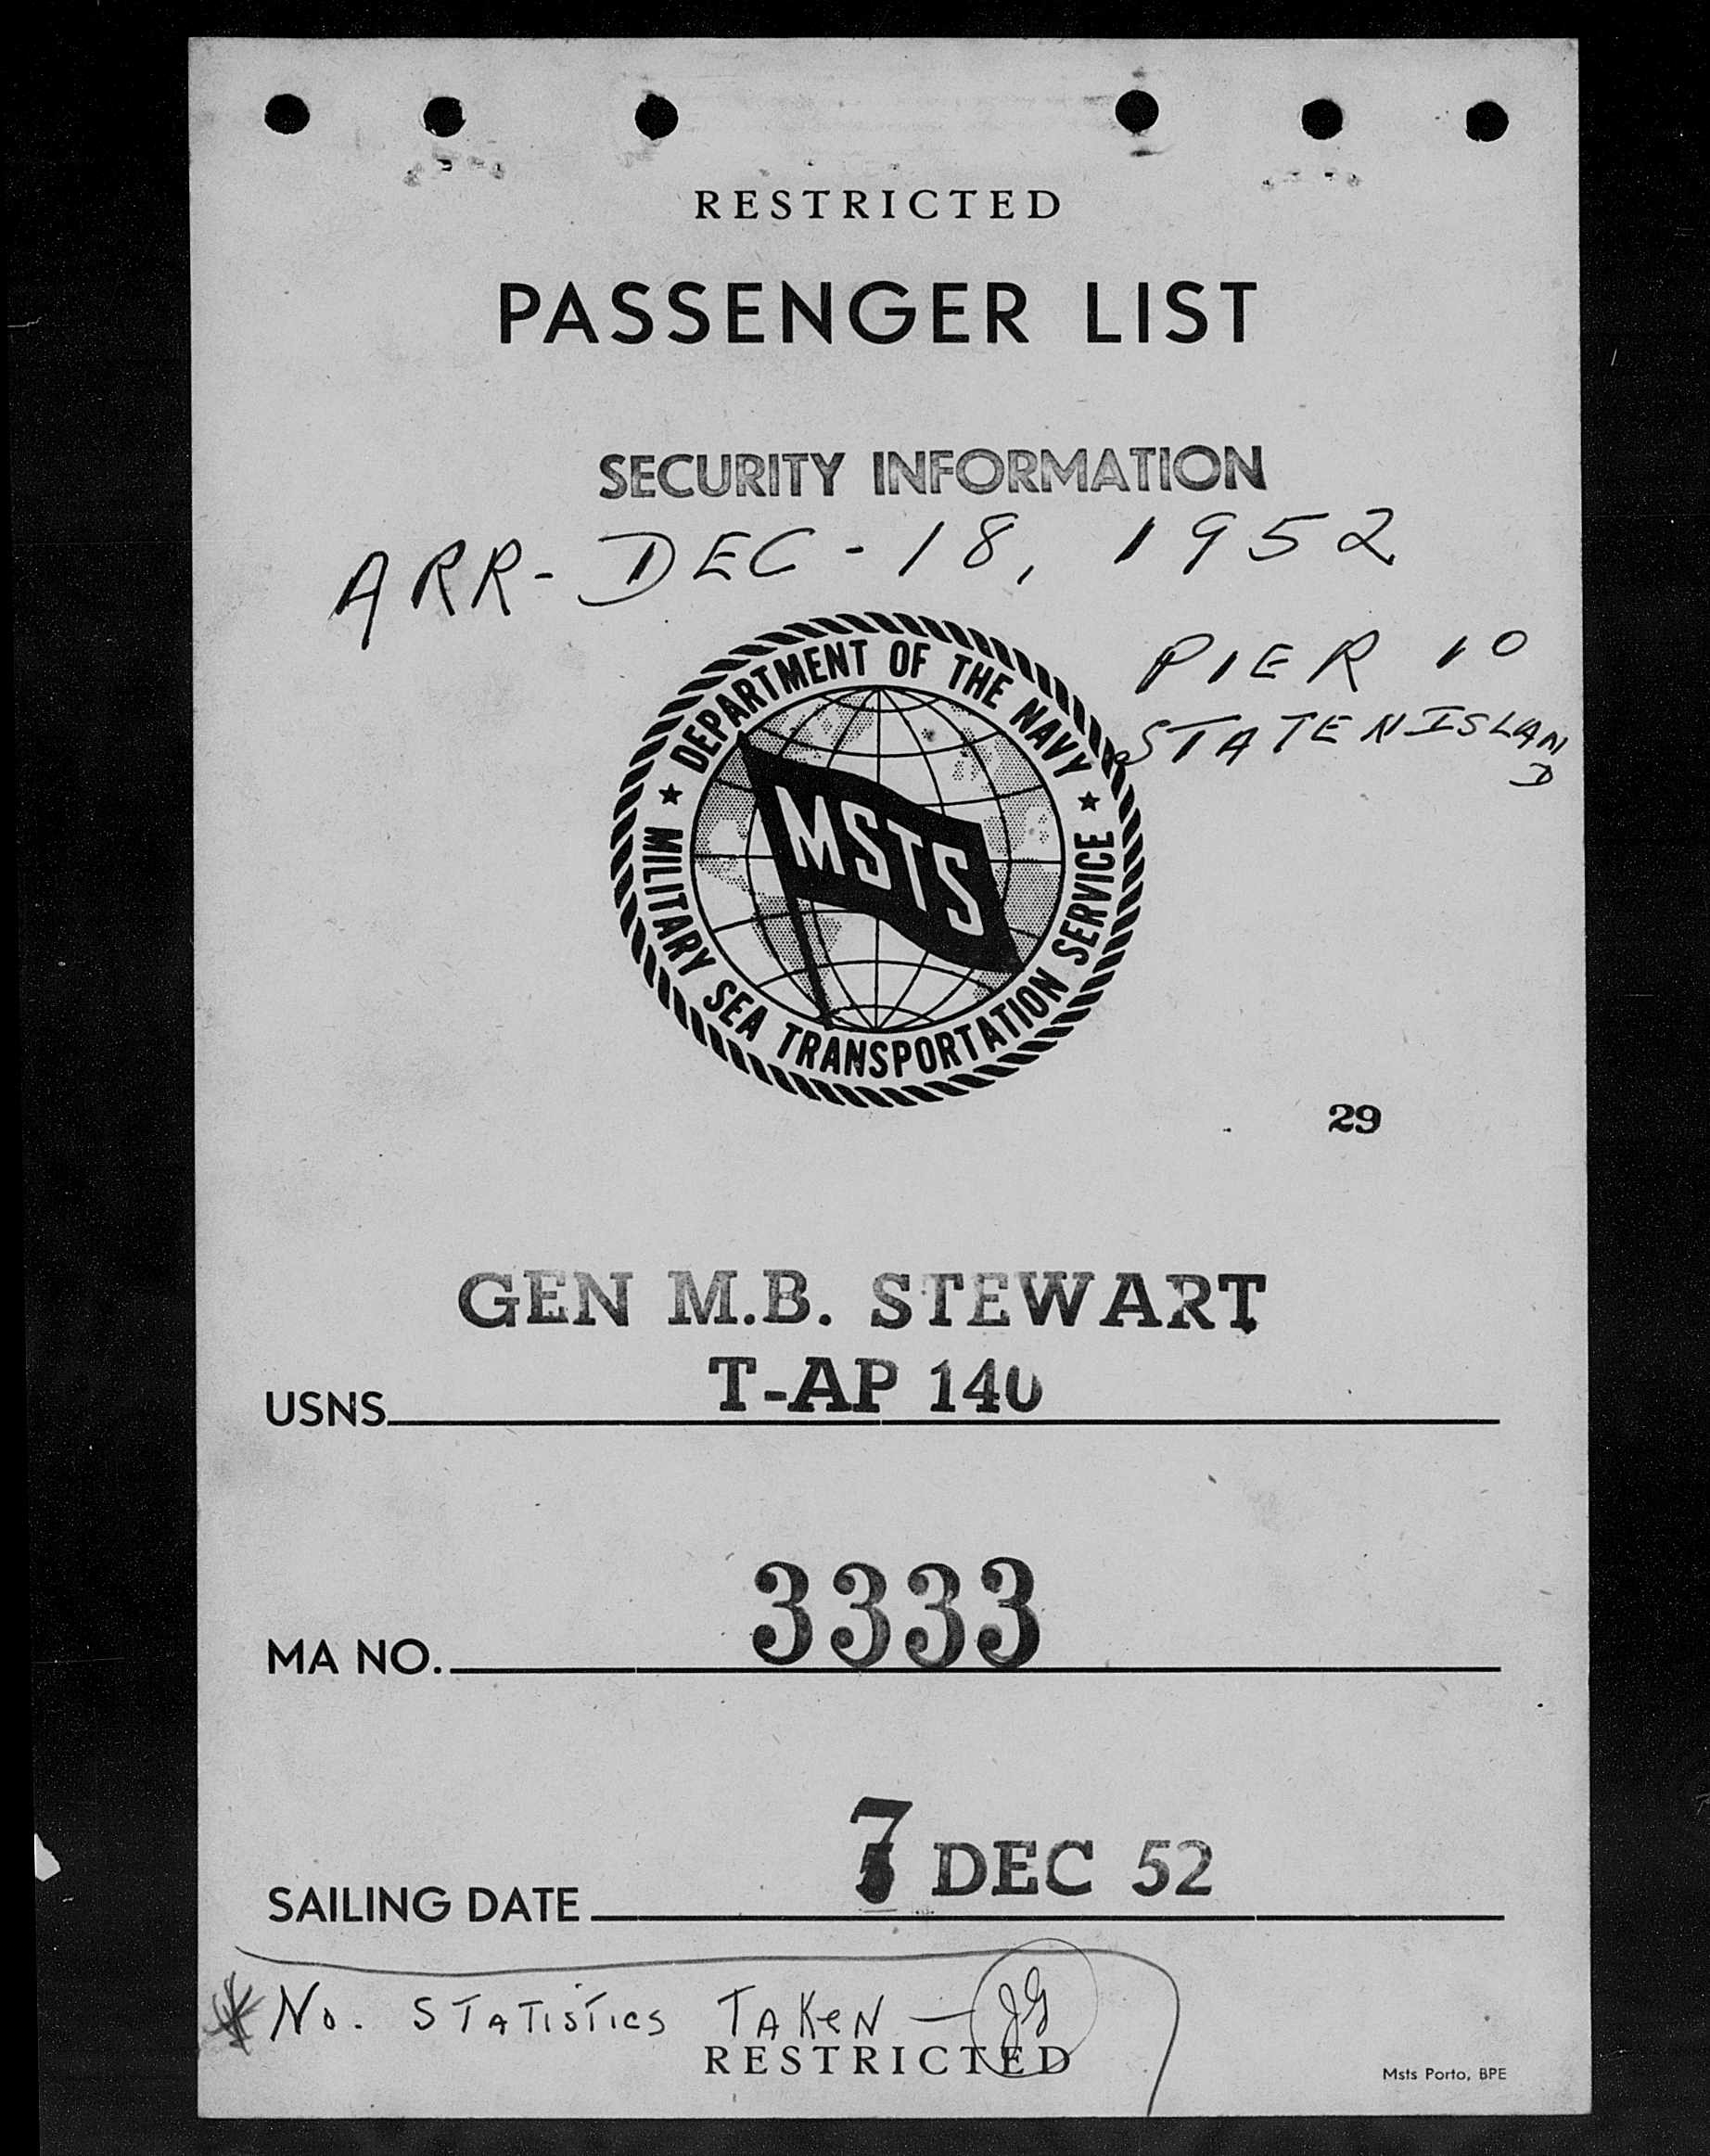 RESTRICTED
PASSENGER LIST
SECURITY INFORMATION
ARR- DEC - 18, 1952
PIER 10
STATEN ISLAN
D
★ DEPARTMENT OF THE NAVY ★
MILITARY SEA TRANSPORTATION SERVICE
MSTS
29
GEN M.B. STEWART
T-AP 140
USNS
MA NO. 3333
SAILING DATE 7 DEC 52
* No. STATISTICS TAKEN - JG
RESTRICTED
Msts Porto, BPE